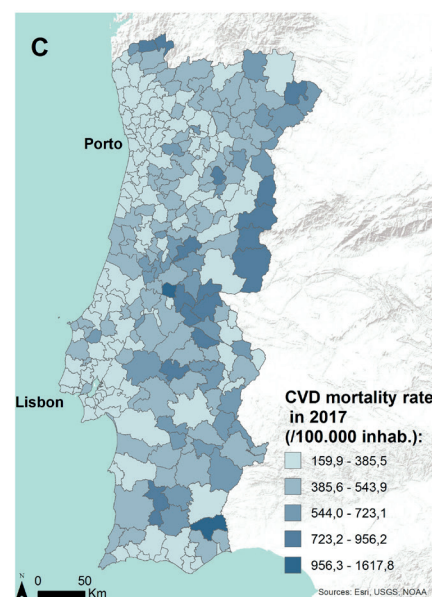 C
Porto
Lisbon
CVD mortality rate
in 2017
(/100.000 inhab.):
159,9 - 385,5
385,6 - 543,9
544,0 - 723,1
723,2 - 956,2
956,3 - 1617,8
N
0 50
Km
Sources: Esri, USGS, NOAA